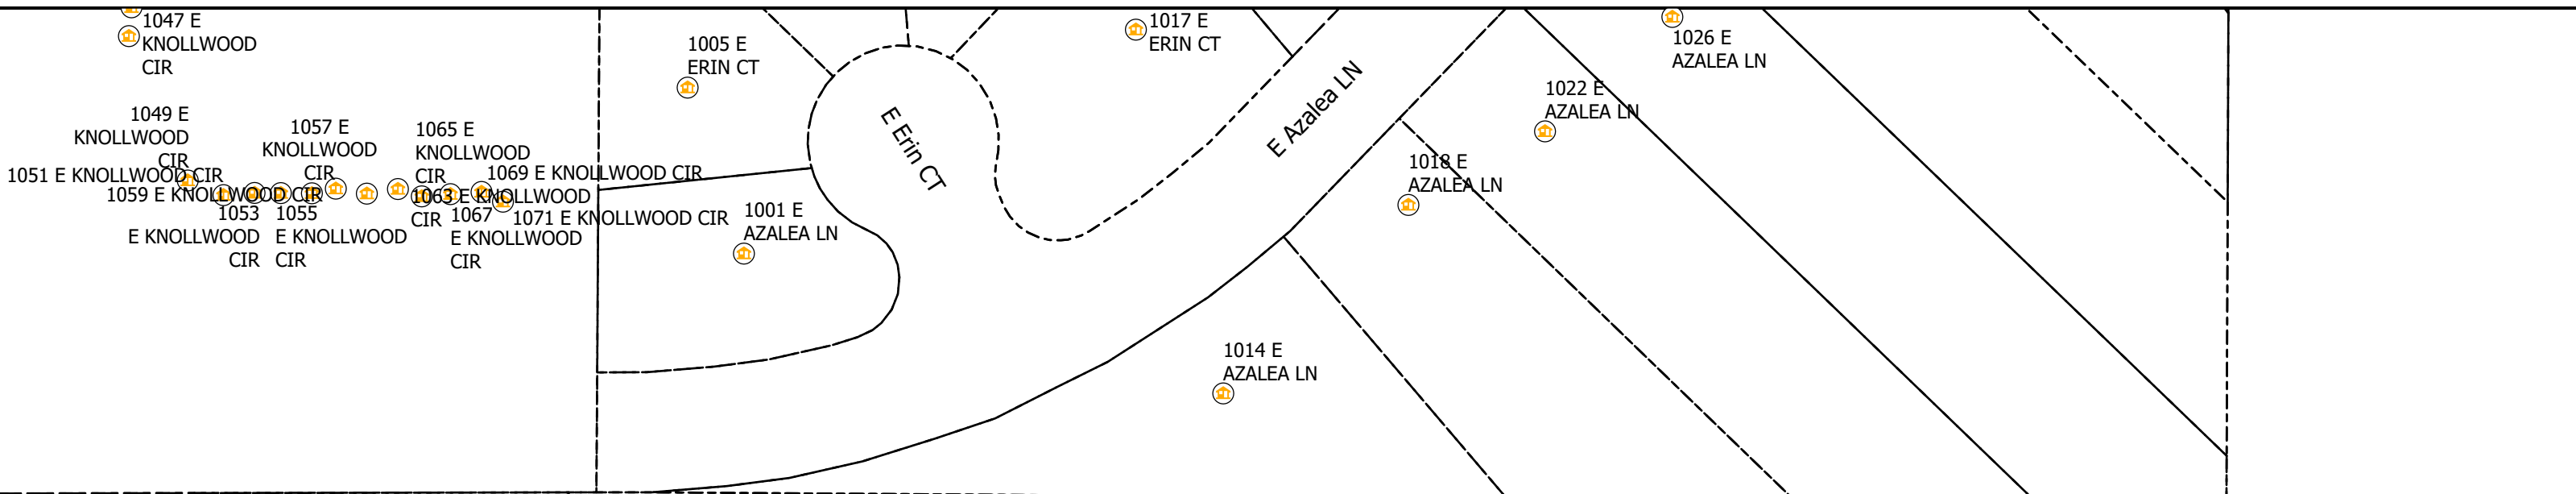 1047 E
KNOLLWOOD
CIR
1005 E
ERIN CT
1017 E
ERIN CT
1026 E
AZALEA LN
1022 E
AZALEA LN
E Azalea LN
E Erin CT
1018 E
AZALEA LN
1049 E
KNOLLWOOD
CIR
1057 E
KNOLLWOOD
CIR
1065 E
KNOLLWOOD
CIR
1051 E KNOLLWOOD CIR
1069 E KNOLLWOOD CIR
1059 E KNOLLWOOD CIR
1063 E KNOLLWOOD
CIR
1053
E KNOLLWOOD
CIR
1055
E KNOLLWOOD
CIR
1067
E KNOLLWOOD
CIR
1071 E KNOLLWOOD CIR
1001 E
AZALEA LN
1014 E
AZALEA LN